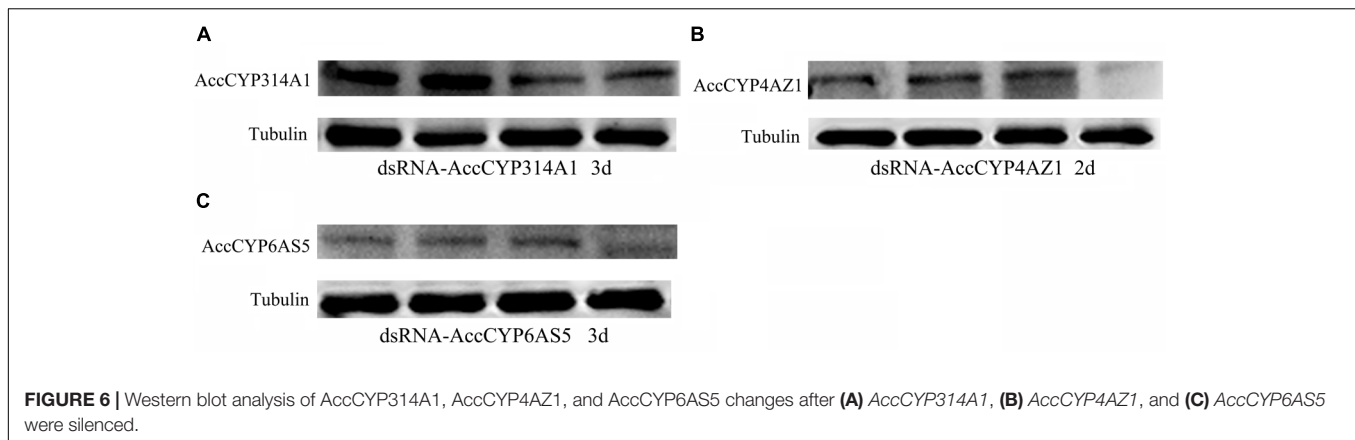 A
B
AccCYP314A1
AccCYP4AZ1
Tubulin
Tubulin
dsRNA-AccCYP314A1 3d
dsRNA-AccCYP4AZ1 2d
C
AccCYP6AS5
Tubulin
dsRNA-AccCYP6AS5 3d
FIGURE 6 | Western blot analysis of AccCYP314A1, AccCYP4AZ1, and AccCYP6AS5 changes after (A) AccCYP314A1, (B) AccCYP4AZ1, and (C) AccCYP6AS5
were silenced.